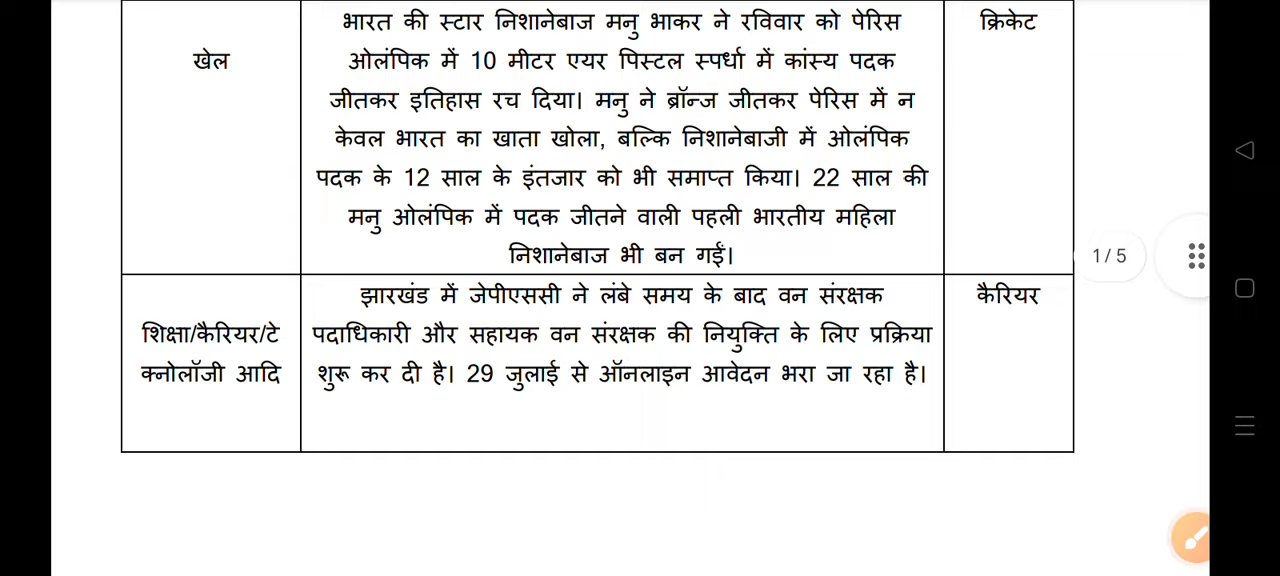 खेल
भारत की स्टार निशानेबाज मनु भाकर ने रविवार को पेरिस
ओलंपिक में 10 मीटर एयर पिस्टल स्पर्धा में कांस्य पदक
जीतकर इतिहास रच दिया। मनु ने ब्रॉन्ज जीतकर पेरिस में न
केवल भारत का खाता खोला, बल्कि निशानेबाजी में ओलंपिक
पदक के 12 साल के इंतजार को भी समाप्त किया। 22 साल की
मनु ओलंपिक में पदक जीतने वाली पहली भारतीय महिला
निशानेबाज भी बन गईं।
क्रिकेट
शिक्षा/कैरियर/टे
क्नोलॉजी आदि
झारखंड में जेपीएससी ने लंबे समय के बाद वन संरक्षक
पदाधिकारी और सहायक वन संरक्षक की नियुक्ति के लिए प्रक्रिया
शुरू कर दी है। 29 जुलाई से ऑनलाइन आवेदन भरा जा रहा है।
कैरियर
1 / 5